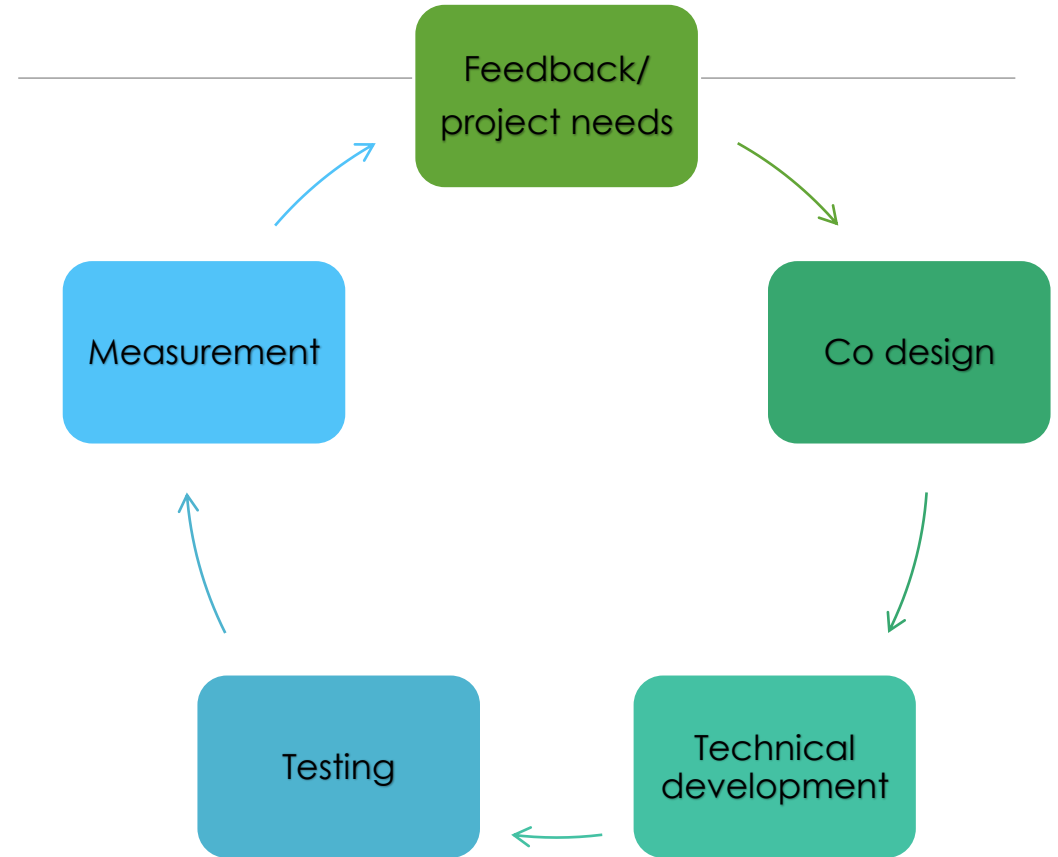 Feedback/
project needs
Co design
Technical
development
Testing
Measurement